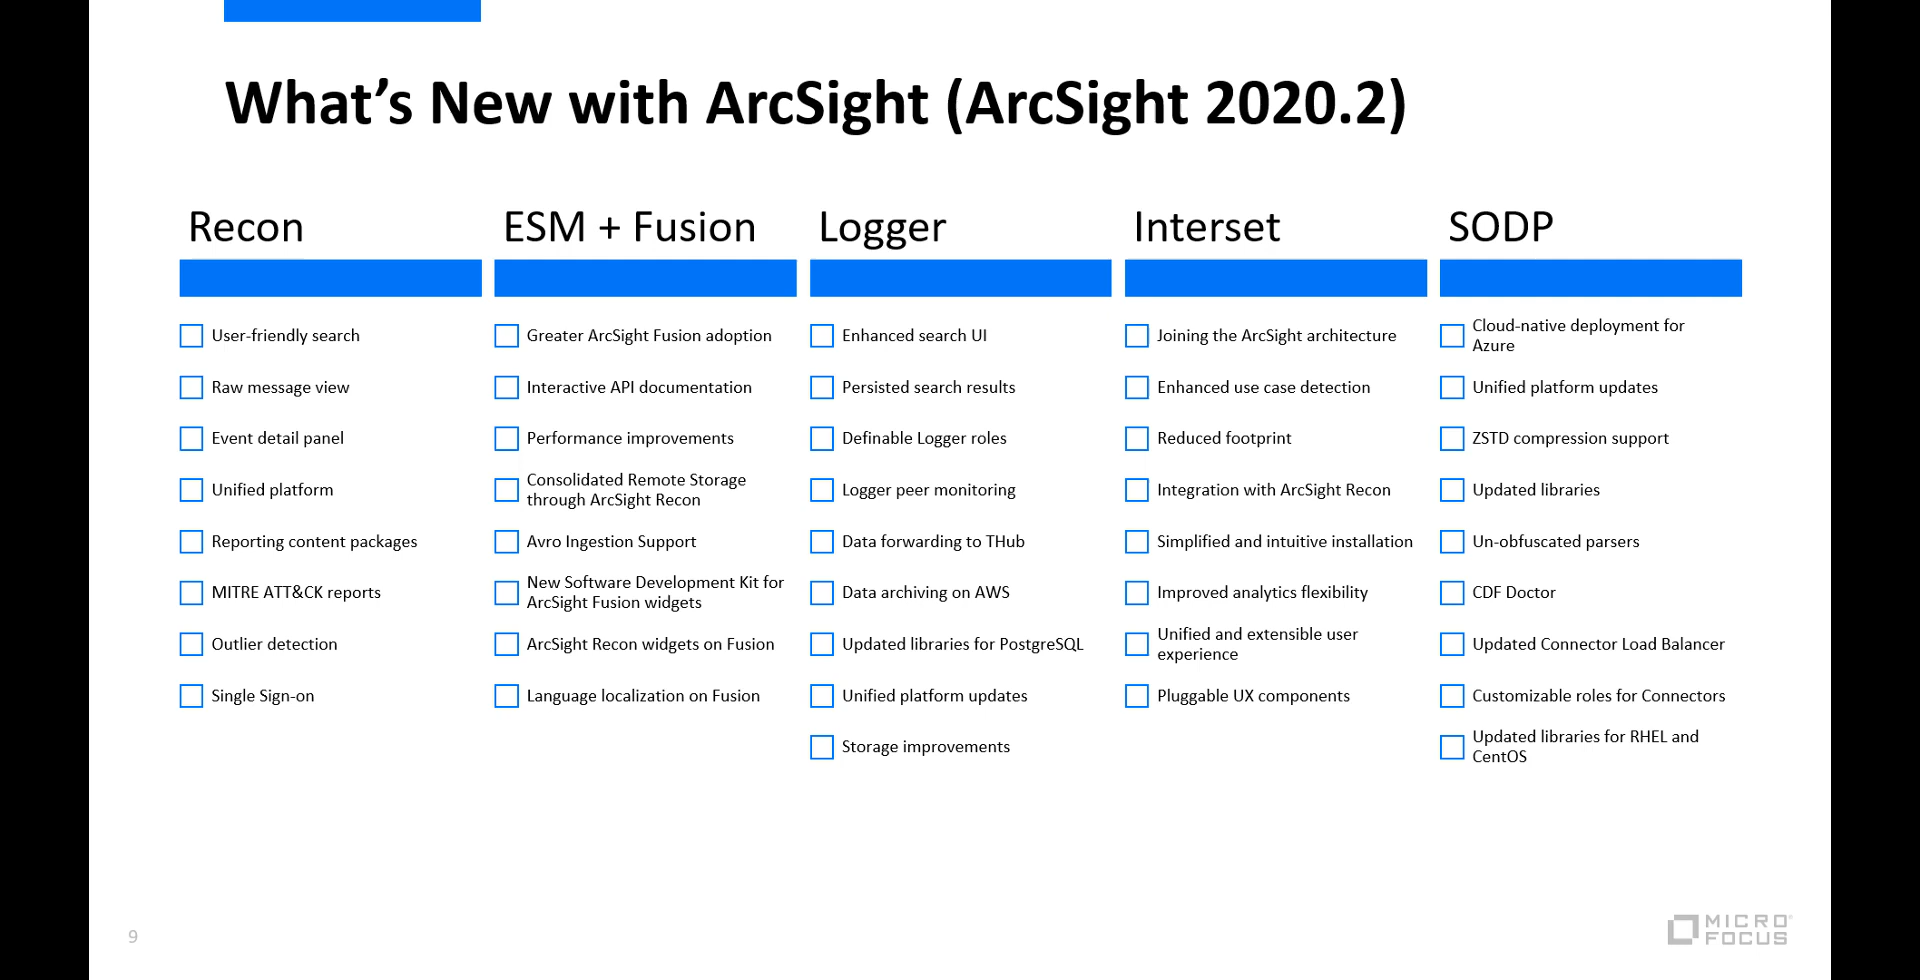 What’s New with ArcSight (ArcSight 2020.2)
Recon
User-friendly search
Raw message view
Event detail panel
Unified platform
Reporting content packages
MITRE ATT&CK reports
Outlier detection
Single Sign-on
ESM + Fusion
Greater ArcSight Fusion adoption
Interactive API documentation
Performance improvements
Consolidated Remote Storage
through ArcSight Recon
Avro Ingestion Support
New Software Development Kit for
ArcSight Fusion widgets
ArcSight Recon widgets on Fusion
Language localization on Fusion
Logger
Enhanced search UI
Persisted search results
Definable Logger roles
Logger peer monitoring
Data forwarding to THub
Data archiving on AWS
Updated libraries for PostgreSQL
Unified platform updates
Storage improvements
Interset
Joining the ArcSight architecture
Enhanced use case detection
Reduced footprint
Integration with ArcSight Recon
Simplified and intuitive installation
Improved analytics flexibility
Unified and extensible user
experience
Pluggable UX components
SODP
Cloud-native deployment for
Azure
Unified platform updates
ZSTD compression support
Updated libraries
Un-obfuscated parsers
CDF Doctor
Updated Connector Load Balancer
Customizable roles for Connectors
Updated libraries for RHEL and
CentOS
9
MICRO
FOCUS